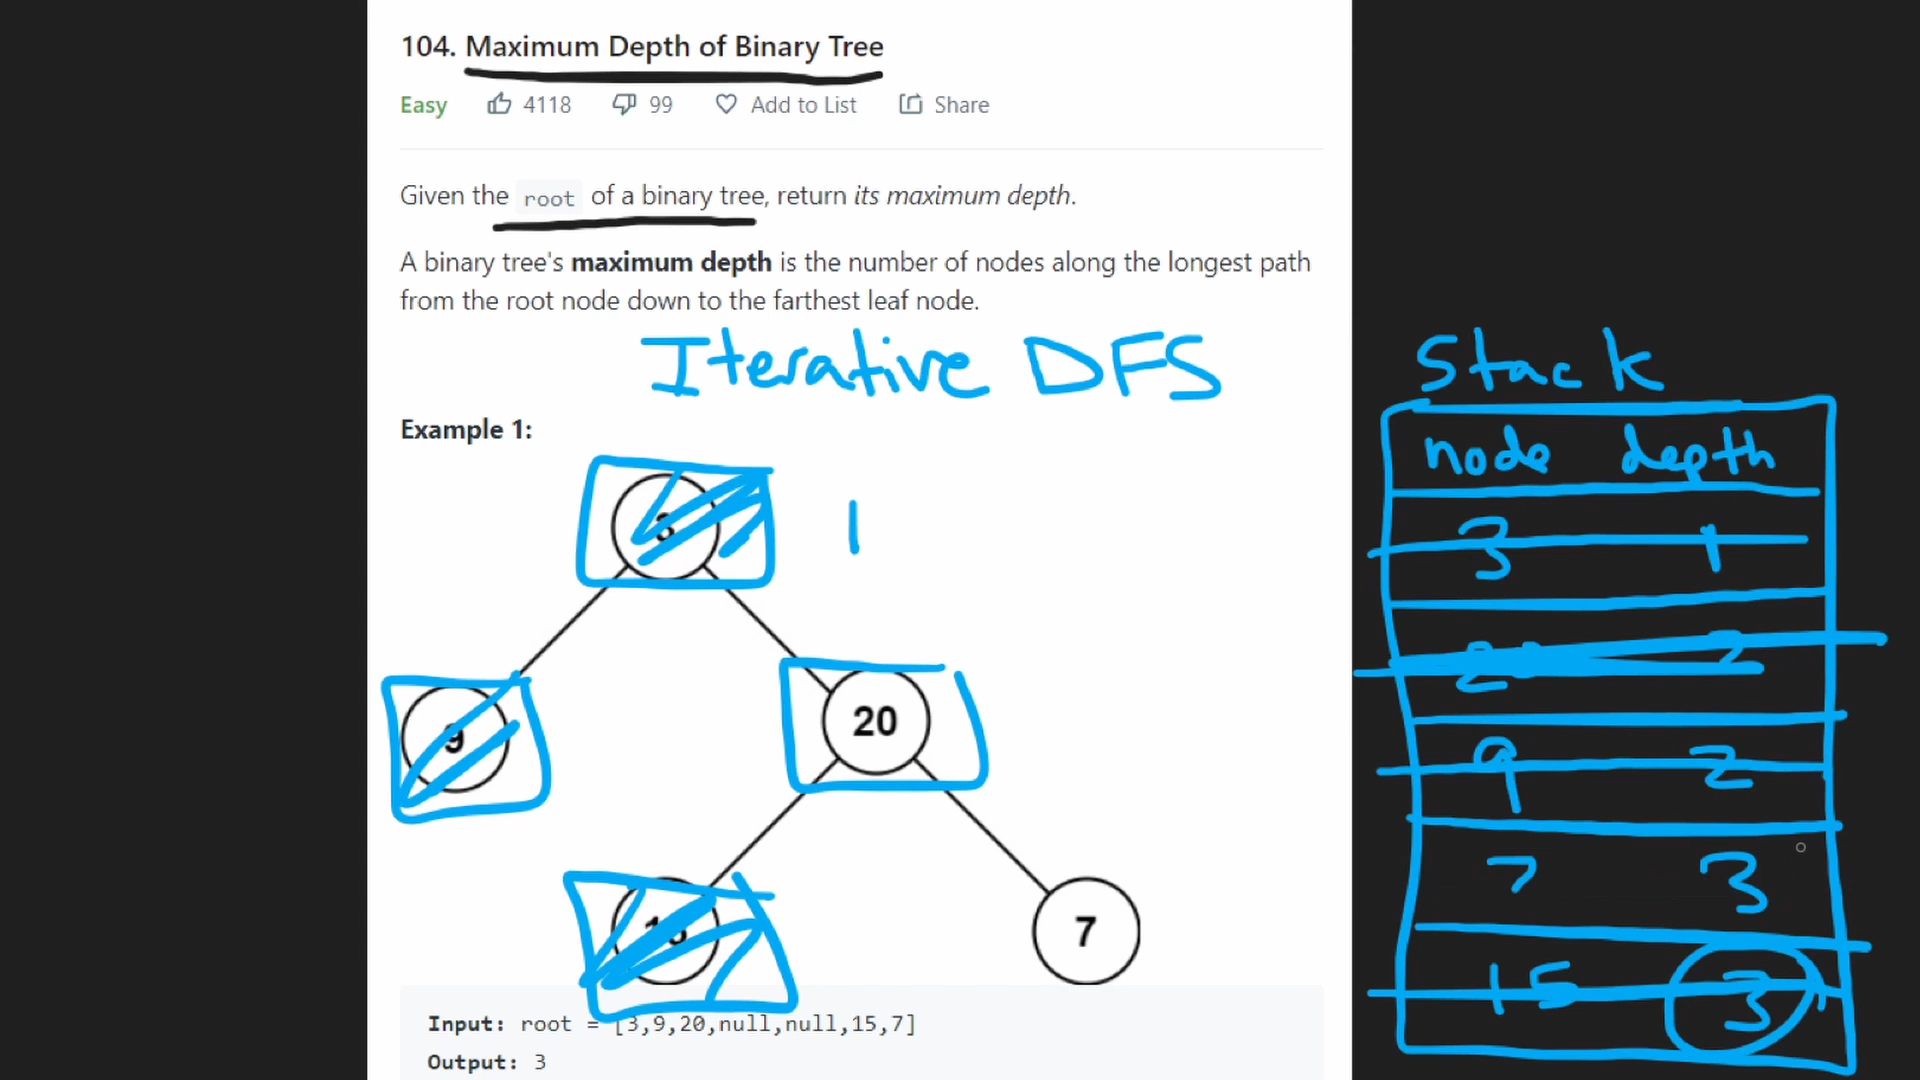 104. Maximum Depth of Binary Tree
Easy 4118 99 Add to List Share
Given the root of a binary tree, return its maximum depth.
A binary tree's maximum depth is the number of nodes along the longest path
from the root node down to the farthest leaf node.
Iterative DFS
Example 1:
3 1
9 20
15 7
Input: root = [3,9,20,null,null,15,7]
Output: 3
Stack
node depth
3 1
20 2
9 2
7 3
15 3